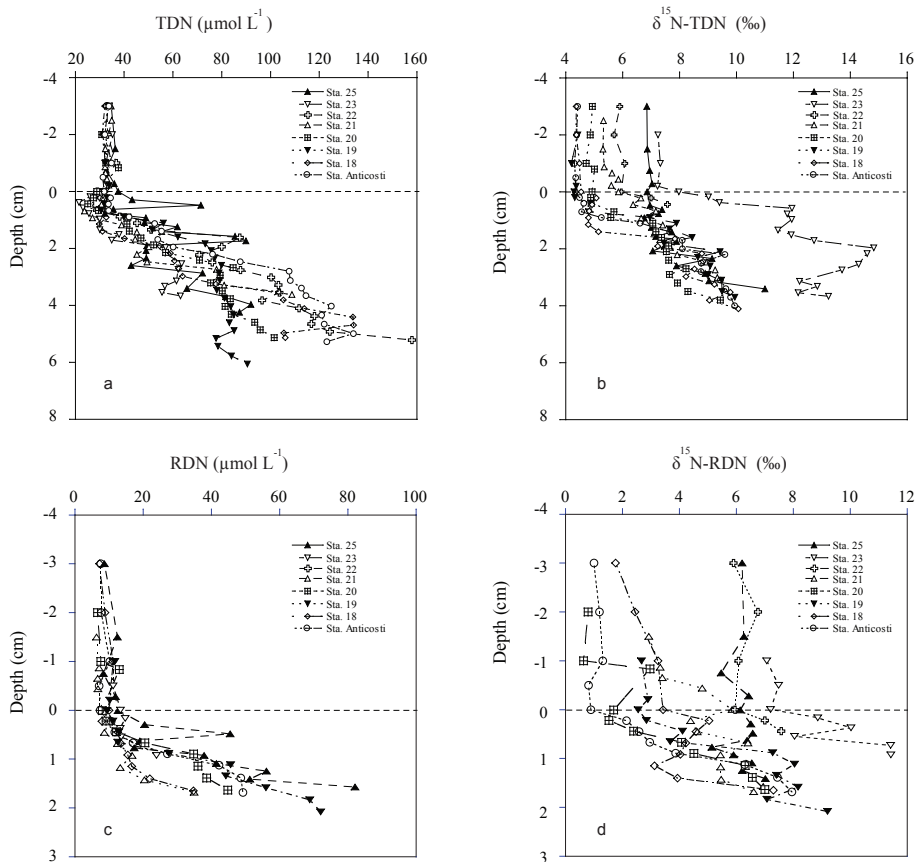 TDN (µmol L-1)
20 40 60 80 100 120 140 160
-4
-2
0
2
4
6
8
Depth (cm)
Sta. 25
Sta. 23
Sta. 22
Sta. 21
Sta. 20
Sta. 19
Sta. 18
Sta. Anticosti
a
δ15N-TDN (‰)
4 6 8 10 12 14 16
-4
-2
0
2
4
6
8
Depth (cm)
Sta. 25
Sta. 23
Sta. 22
Sta. 21
Sta. 20
Sta. 19
Sta. 18
Sta. Anticosti
b
RDN (µmol L-1)
0 20 40 60 80 100
-4
-3
-2
-1
0
1
2
3
Depth (cm)
Sta. 25
Sta. 23
Sta. 22
Sta. 21
Sta. 20
Sta. 19
Sta. 18
Sta. Anticosti
c
δ15N-RDN (‰)
0 2 4 6 8 10 12
-4
-3
-2
-1
0
1
2
3
Depth (cm)
Sta. 25
Sta. 23
Sta. 22
Sta. 21
Sta. 20
Sta. 19
Sta. 18
Sta. Anticosti
d